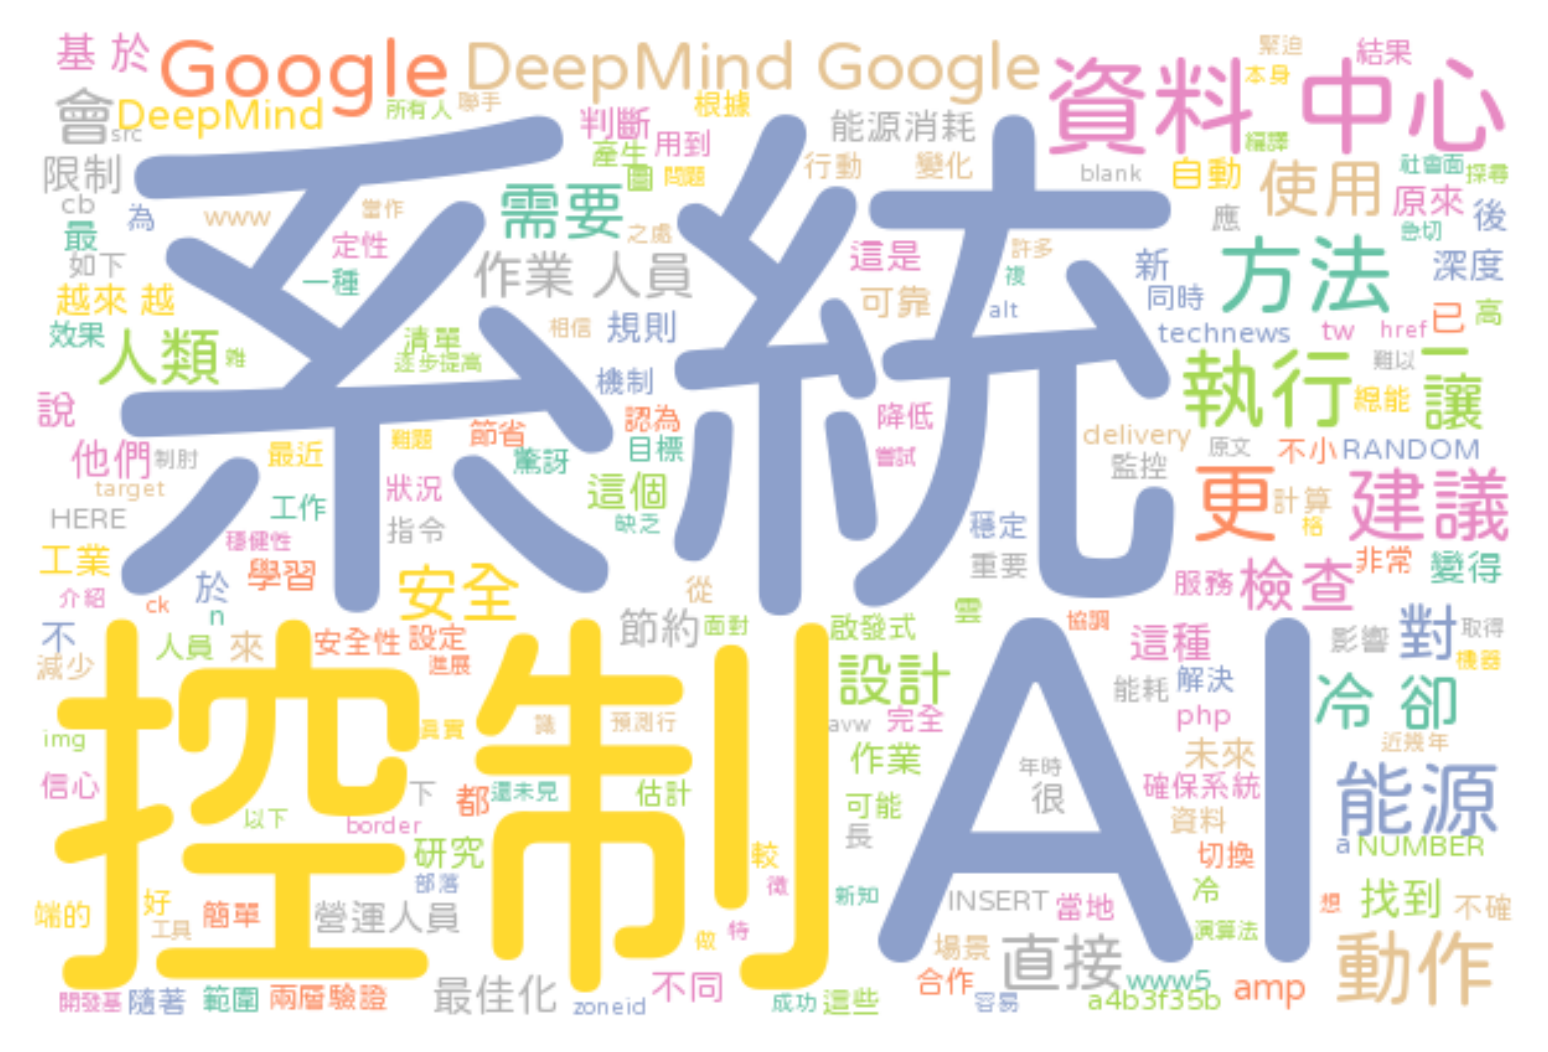 基於 Google DeepMind Google 資料中心 緊迫 結果
本身
會 DeepMind 所有人 聯手 根據
src 判斷 用到 能源消耗 編譯
產生 圖 問題 行動 變化 blank 自動 使用 社會面 探尋
限制 cb 為 www 當作 需要 原來 後
最 定性 之處 這是 許多 應 方法 急切
如下 一種 作業人員 可靠 複 新 同時 深度
越來越 alt 已 高
效果 人類 雜 清單 相信 規則 technews tw href
逐步提高 系統 執行 難以 一
說 機制 降低 總能 讓
難題 節省 認為 delivery 原文 不小 RANDOM
他們 制肘 最近 驚訝 目標 嘗試 監控
target 狀況 這個 更 計算 建議
HERE 工作 指令 缺乏 穩定 格
工業 穩健性 重要 非常 變得
介紹 ck 於 學習 安全 從 服務 檢查
n 節約 面對 啟發式 雲 協調 影響 對 取得
不 人員 來 安全性 設定 這種 機器
減少 進展 設計 能耗 解決 冷卻
img 真實 識 預測行 avw 完全 php 近幾年
控制 AI 作業 年時 未來
信心 下 都 還未見 估計 很 確保系統 能源
以下 border 可能 資料
研究 較 長 切換 a NUMBER
部落 徵 新知 冷
端的 好 簡單 營運人員 INSERT 當地 想 找到 不確
工具 做 特 場景 演算法
最佳化 合作 直接 www5 動作
開發基 隨著 範圍 兩層驗證 zoneid 不同 成功 這些 容易 a4b3f35b amp